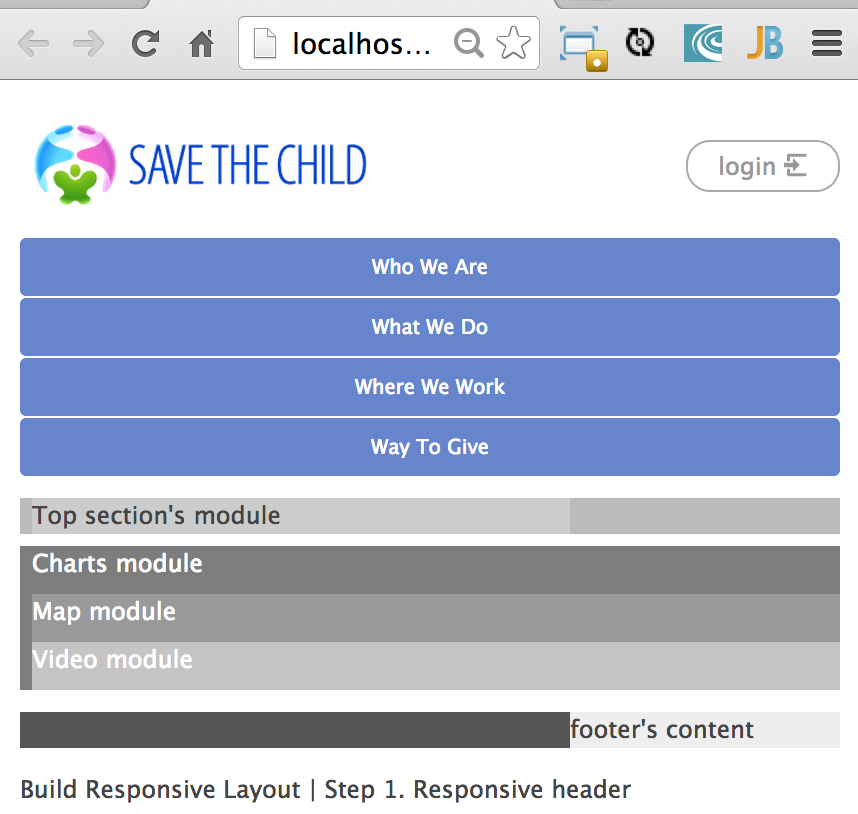 localhos...
JB
SAVE THE CHILD
login
Who We Are
What We Do
Where We Work
Way To Give
Top section's module
Charts module
Map module
Video module
footer's content
Build Responsive Layout | Step 1. Responsive header